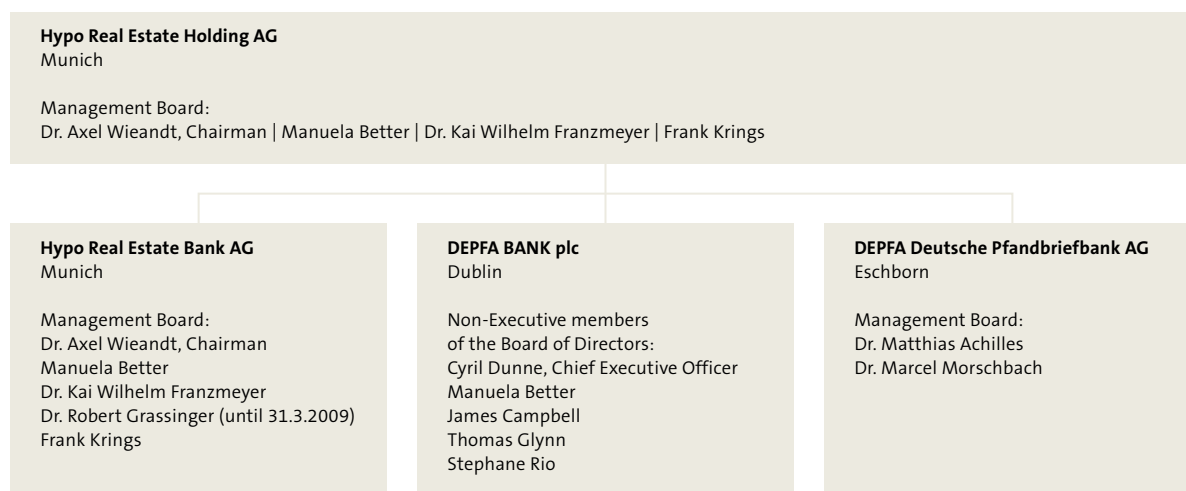 Hypo Real Estate Holding AG
Munich
Management Board:
Dr. Axel Wieandt, Chairman | Manuela Better | Dr. Kai Wilhelm Franzmeyer | Frank Krings
Hypo Real Estate Bank AG
Munich
Management Board:
Dr. Axel Wieandt, Chairman
Manuela Better
Dr. Kai Wilhelm Franzmeyer
Dr. Robert Grassinger (until 31.3.2009)
Frank Krings
DEPFA BANK plc
Dublin
Non-Executive members
of the Board of Directors:
Cyril Dunne, Chief Executive Officer
Manuela Better
James Campbell
Thomas Glynn
Stephane Rio
DEPFA Deutsche Pfandbriefbank AG
Eschborn
Management Board:
Dr. Matthias Achilles
Dr. Marcel Morschbach